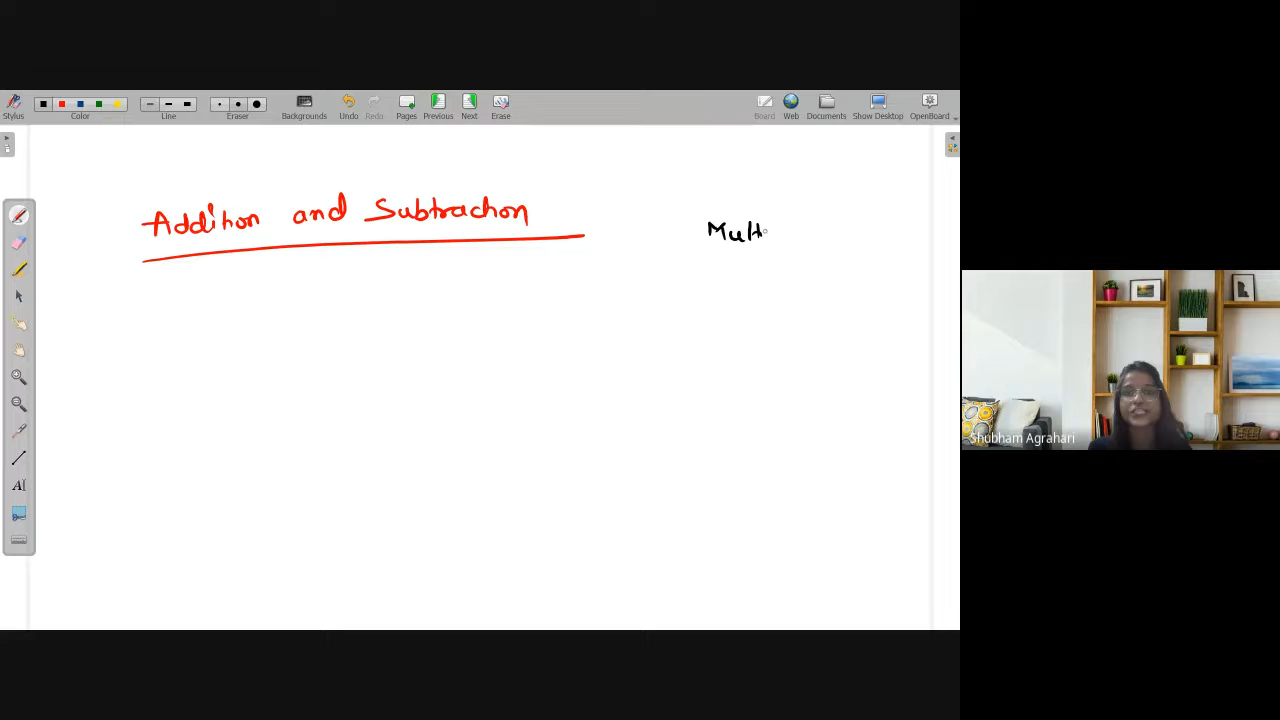 Stylus
Color
Line
Eraser
Backgrounds
Undo
Redo
Pages
Previous
Next
Erase
Board
Web
Documents
Show Desktop
OpenBoard
Addition and Subtraction
Mult
AI
Shubham Agrahari